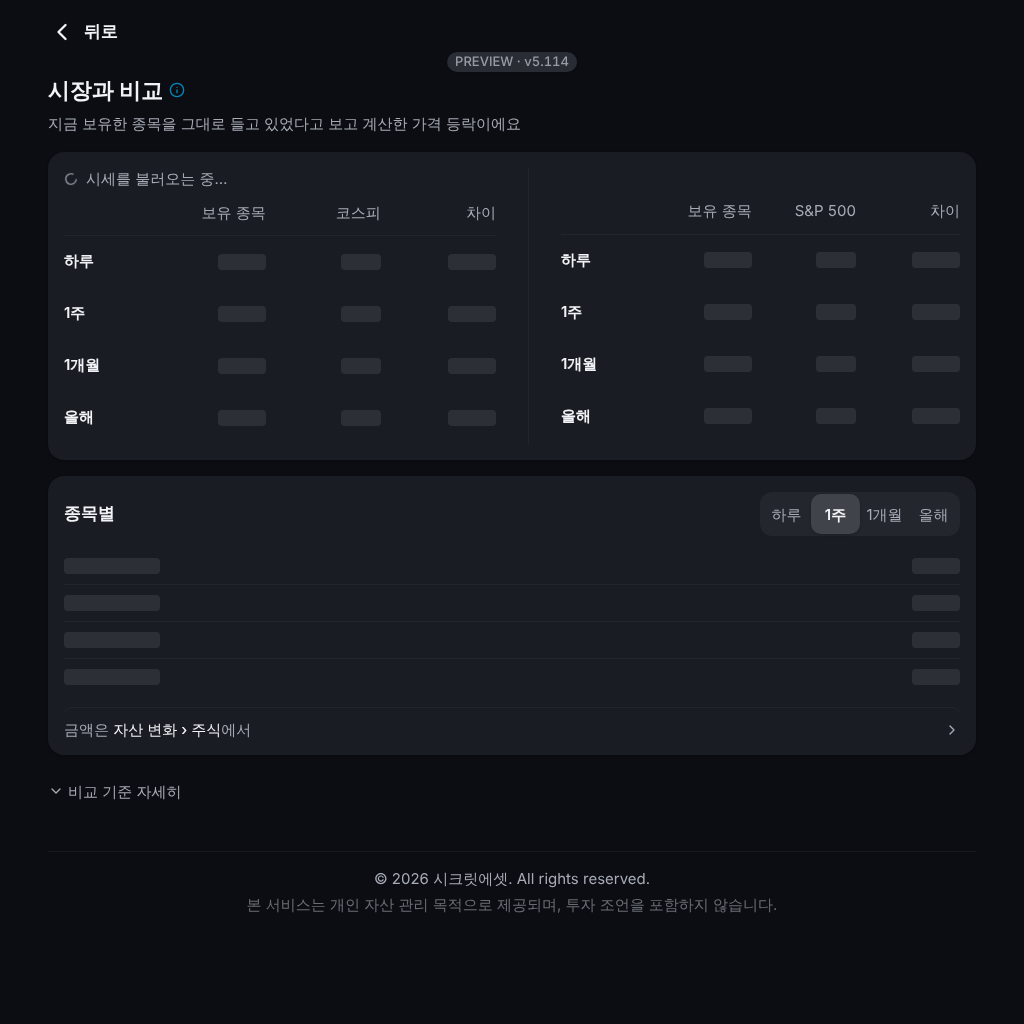 뒤로
PREVIEW · v5.114
시장과 비교
지금 보유한 종목을 그대로 들고 있었다고 보고 계산한 가격 등락이에요
시세를 불러오는 중…
보유 종목 코스피 차이
하루
1주
1개월
올해
보유 종목 S&P 500 차이
하루
1주
1개월
올해
종목별
하루 1주 1개월 올해
금액은 자산 변화 › 주식에서
비교 기준 자세히
© 2026 시크릿에셋. All rights reserved.
본 서비스는 개인 자산 관리 목적으로 제공되며, 투자 조언을 포함하지 않습니다.